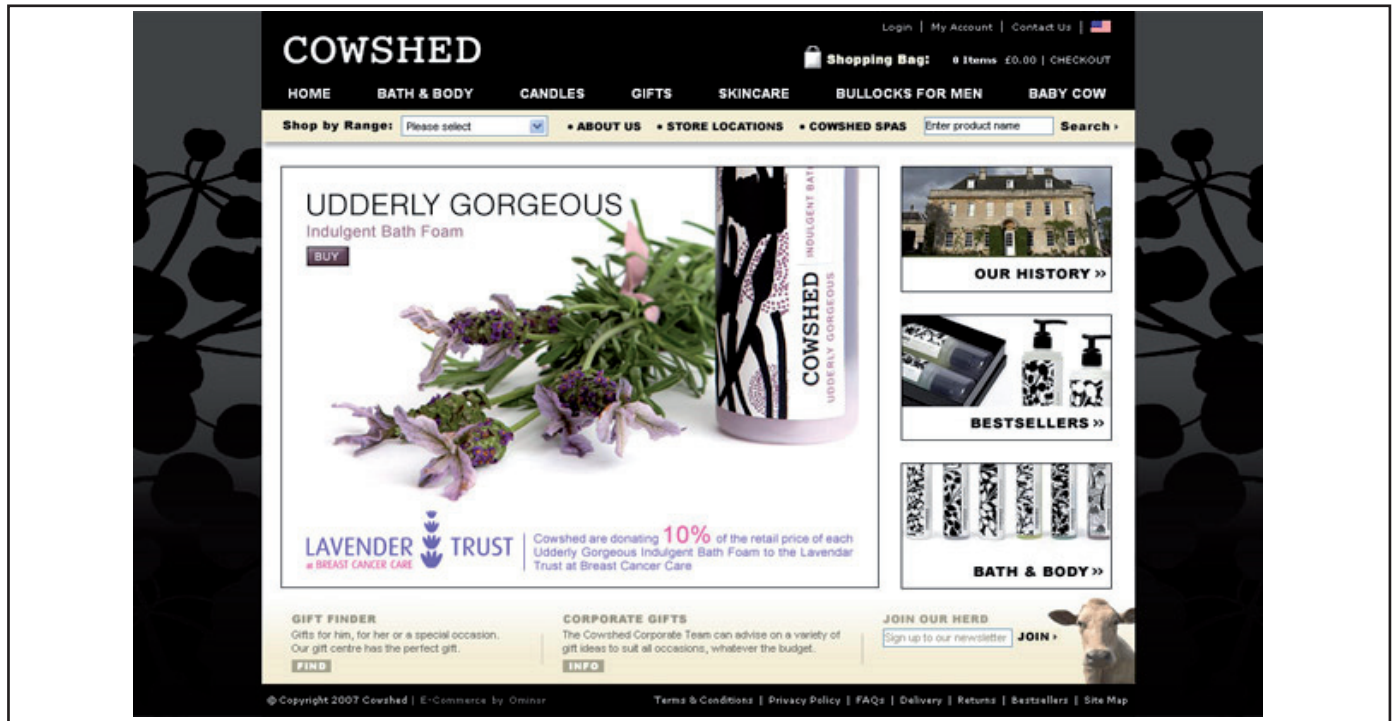 Login | My Account | Contact Us |
COWSHED
Shopping Bag: 0 Items £0.00 | CHECKOUT
HOME BATH & BODY CANDLES GIFTS SKINCARE BULLOCKS FOR MEN BABY COW
Shop by Range: Please select • ABOUT US • STORE LOCATIONS • COWSHED SPAS Enter product name Search ›
UDDERLY GORGEOUS
Indulgent Bath Foam
BUY
INDULGENT BAT
COWSHED
UDDERLY GORGEOUS
OUR HISTORY »
BESTSELLERS »
BATH & BODY »
LAVENDER TRUST
at BREAST CANCER CARE
Cowshed are donating 10% of the retail price of each
Udderly Gorgeous Indulgent Bath Foam to the Lavendar
Trust at Breast Cancer Care
GIFT FINDER
Gifts for him, for her or a special occasion.
Our gift centre has the perfect gift.
FIND
CORPORATE GIFTS
The Cowshed Corporate Team can advise on a variety of
gift ideas to suit all occasions, whatever the budget.
INFO
JOIN OUR HERD
Sign up to our newsletter JOIN ›
© Copyright 2007 Cowshed | E-Commerce by Ominor
Terms & Conditions | Privacy Policy | FAQs | Delivery | Returns | Bestsellers | Site Map